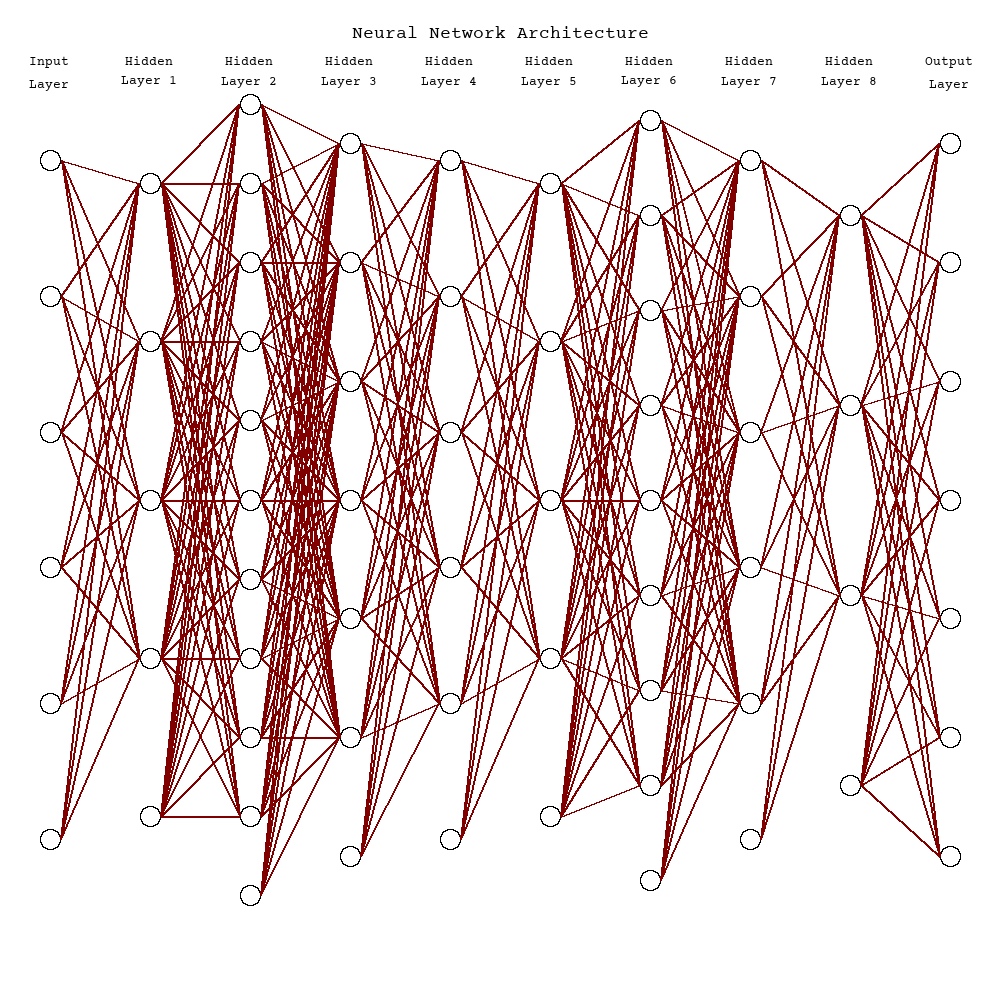 Neural Network Architecture
Input Layer
Hidden Layer 1
Hidden Layer 2
Hidden Layer 3
Hidden Layer 4
Hidden Layer 5
Hidden Layer 6
Hidden Layer 7
Hidden Layer 8
Output Layer